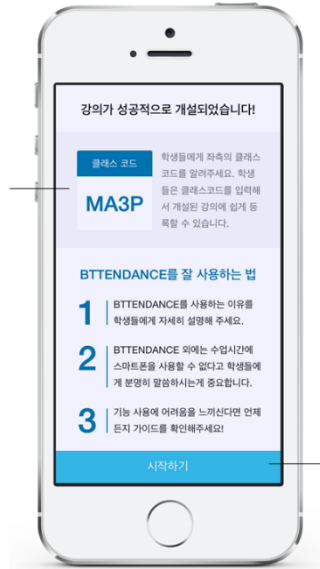 강의가 성공적으로 개설되었습니다!
클래스 코드
MA3P
학생들에게 좌측의 클래스
코드를 알려주세요. 학생
들은 클래스코드를 입력해
서 개설된 강의에 쉽게 등
록할 수 있습니다.
BTTENDANCE를 잘 사용하는 법
1
BTTENDANCE를 사용하는 이유를
학생들에게 자세히 설명해 주세요.
2
BTTENDANCE 외에는 수업시간에
스마트폰을 사용할 수 없다고 학생들에
게 분명히 말씀하시는게 중요합니다.
3
기능 사용에 어려움을 느끼신다면 언제
든지 가이드를 확인해주세요!
시작하기